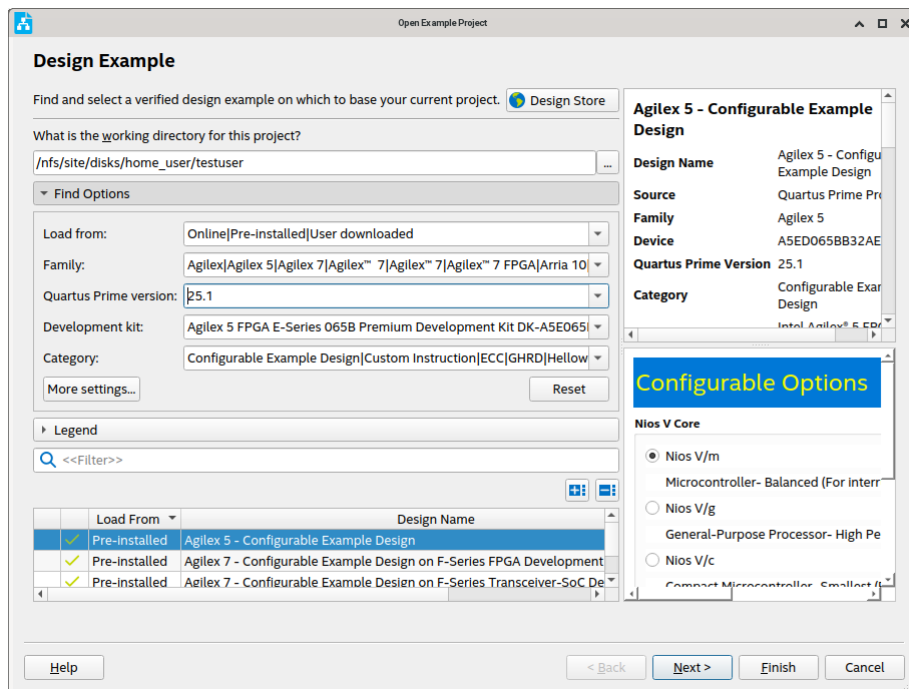 Open Example Project
Design Example
Find and select a verified design example on which to base your current project.
Design Store
What is the working directory for this project?
/nfs/site/disks/home_user/testuser
...
Find Options
Load from: Online|Pre-installed|User downloaded
Family: Agilex|Agilex 5|Agilex 7|Agilex™ 7|Agilex™ 7|Agilex™ 7 FPGA|Arria 10|
Quartus Prime version: 25.1
Development kit: Agilex 5 FPGA E-Series 065B Premium Development Kit DK-A5E065
Category: Configurable Example Design|Custom Instruction|ECC|GHRD|Hellow
More settings...
Reset
Legend
<<Filter>>
Load From Design Name
Pre-installed Agilex 5 - Configurable Example Design
Pre-installed Agilex 7 - Configurable Example Design on F-Series FPGA Development
Pre-installed Agilex 7 - Configurable Example Design on F-Series Transceiver-SoC De
Agilex 5 - Configurable Example
Design
Design Name Agilex 5 - Configu
Example Design
Source Quartus Prime Pr
Family Agilex 5
Device A5ED065BB32AE
Quartus Prime Version 25.1
Category Configurable Exar
Design
Intel Agilex® 5 FPG
Configurable Options
Nios V Core
Nios V/m
Microcontroller- Balanced (For interr
Nios V/g
General-Purpose Processor- High Pe
Nios V/c
Compact Microcontroller- Smallest
Help
< Back
Next >
Finish
Cancel